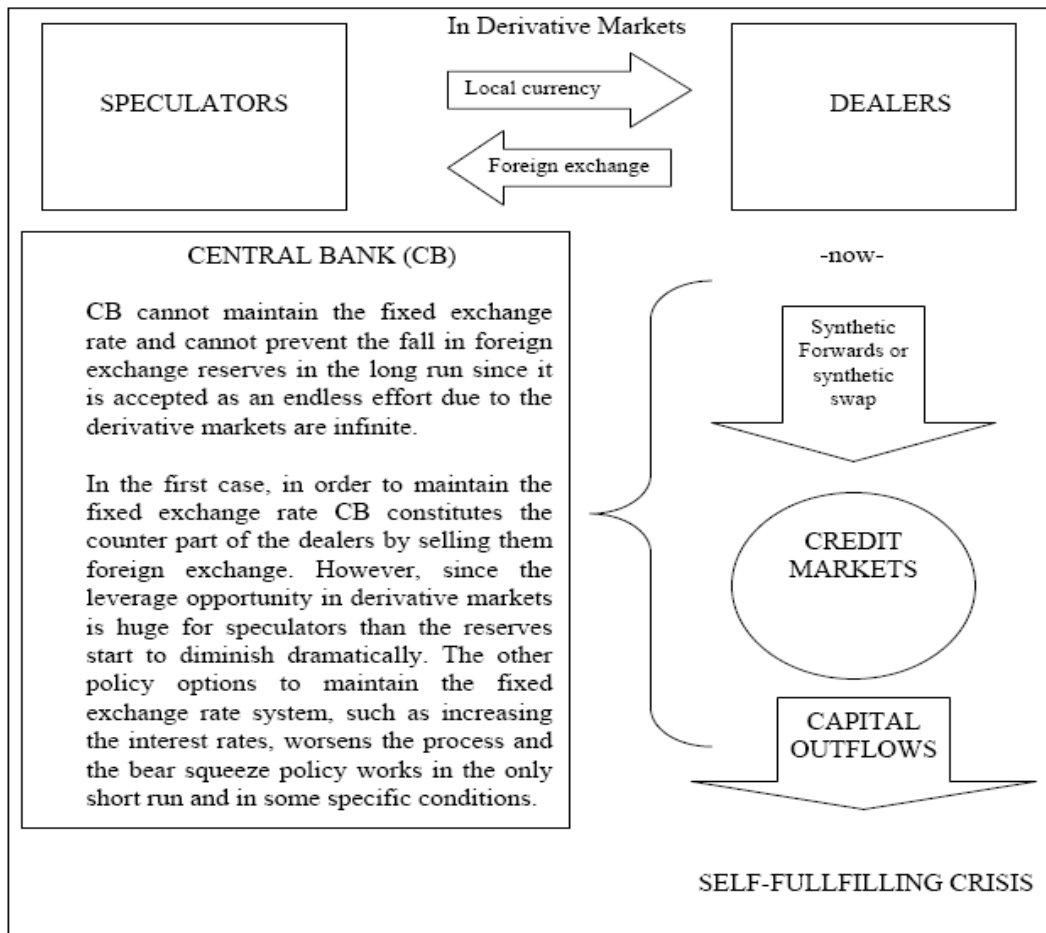 In Derivative Markets
SPECULATORS
Local currency
DEALERS
Foreign exchange
CENTRAL BANK (CB)
CB cannot maintain the fixed exchange
rate and cannot prevent the fall in foreign
exchange reserves in the long run since it
is accepted as an endless effort due to the
derivative markets are infinite.
In the first case, in order to maintain the
fixed exchange rate CB constitutes the
counter part of the dealers by selling them
foreign exchange. However, since the
leverage opportunity in derivative markets
is huge for speculators than the reserves
start to diminish dramatically. The other
policy options to maintain the fixed
exchange rate system, such as increasing
the interest rates, worsens the process and
the bear squeeze policy works in the only
short run and in some specific conditions.
-now-
Synthetic
Forwards or
synthetic
swap
CREDIT
MARKETS
CAPITAL
OUTFLOWS
SELF-FULLFILLING CRISIS